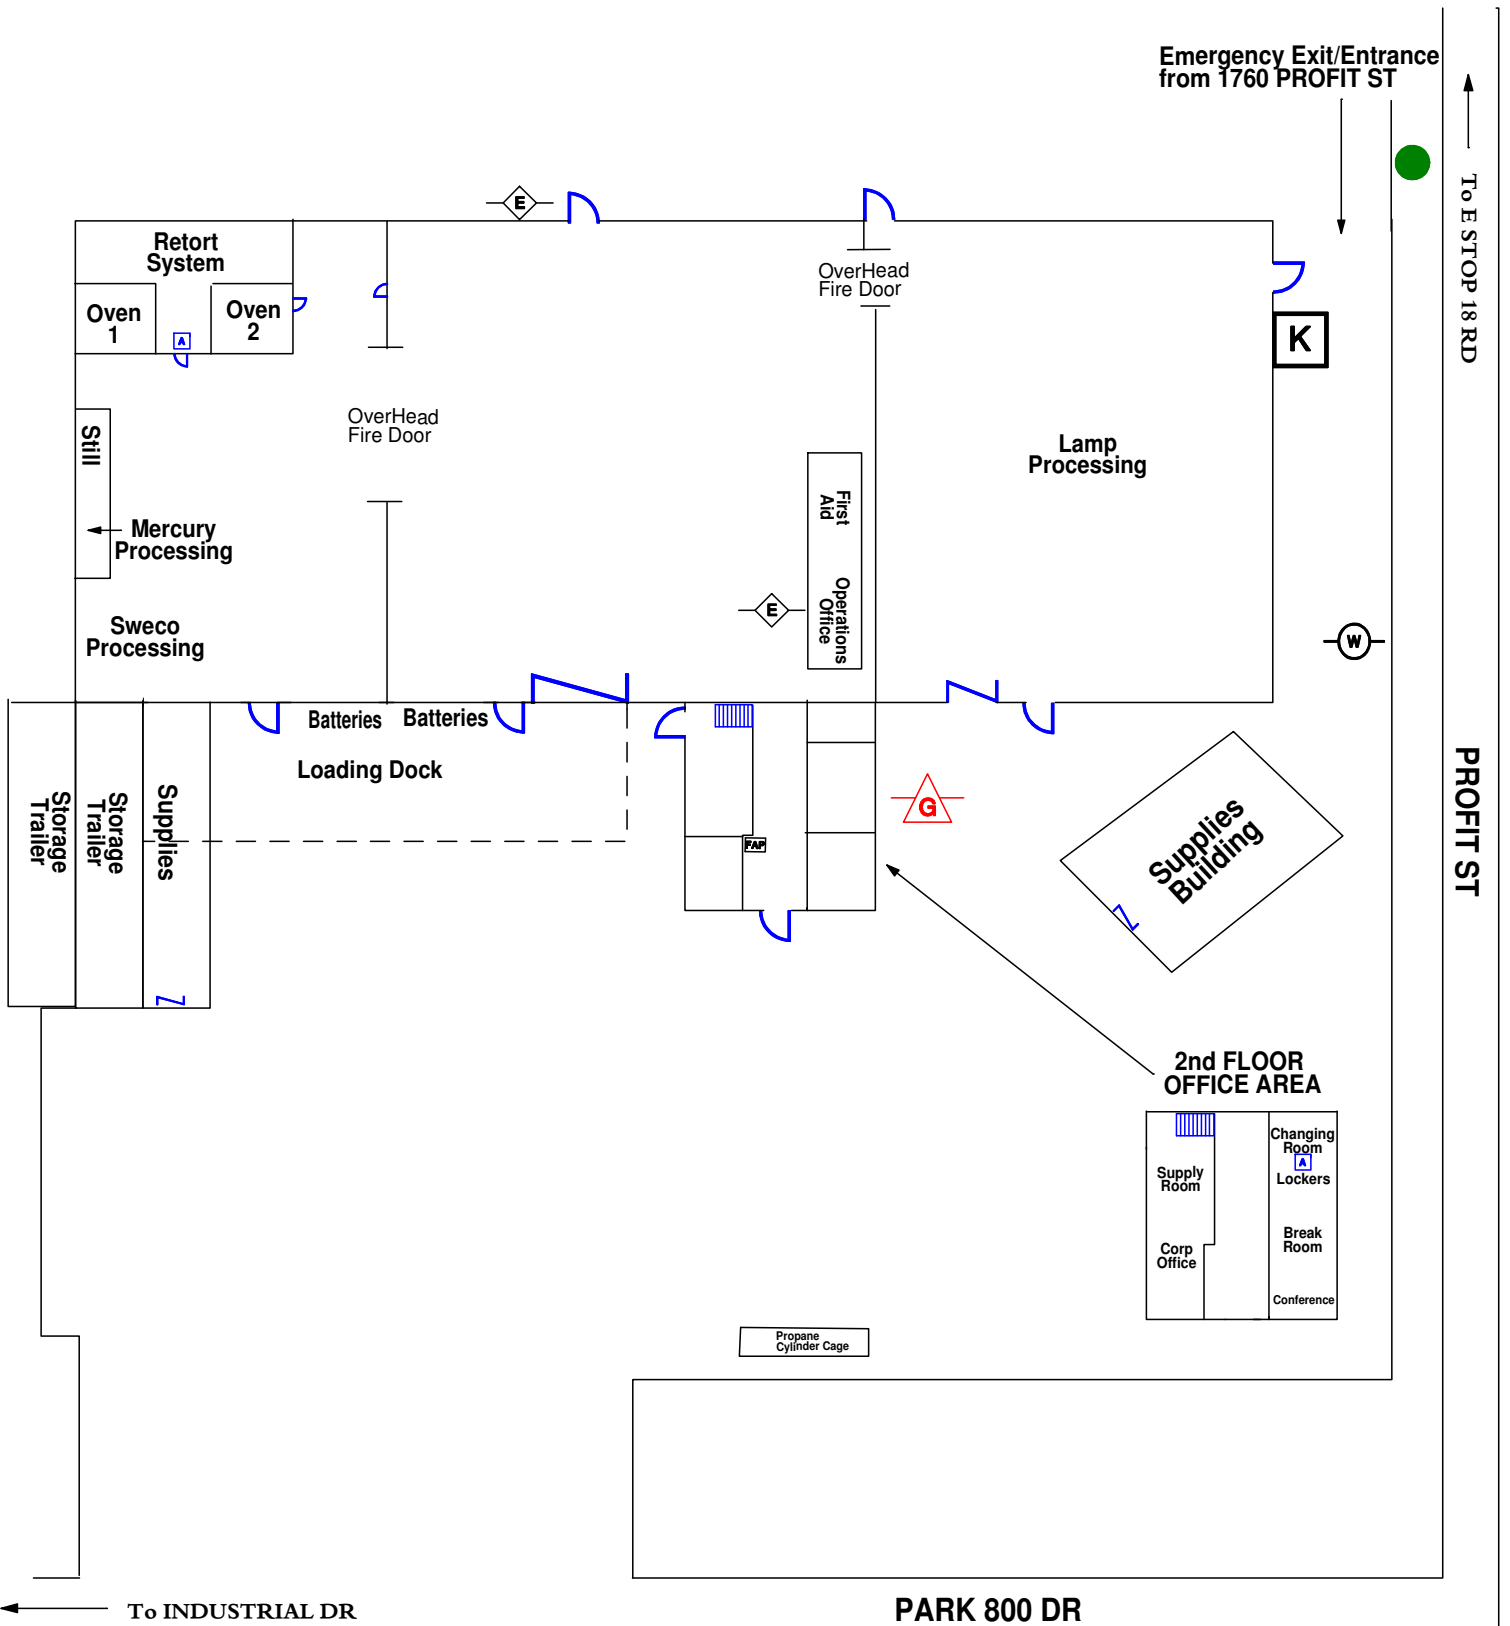 Emergency Exit/Entrance
from 1760 PROFIT ST
To E STOP 18 RD
E
Retort
System
OverHead
Fire Door
Oven
1
Oven
2
A
K
OverHead
Fire Door
Still
Lamp
Processing
First
Aid
Mercury
Processing
Operations
Office
E
Sweco
Processing
W
Batteries
Batteries
Loading Dock
PROFIT ST
Storage
Trailer
Storage
Trailer
Supplies
G
FAP
Supplies
Building
2nd FLOOR
OFFICE AREA
Changing
Room
A
Lockers
Supply
Room
Break
Room
Corp
Office
Conference
Propane
Cylinder Cage
To INDUSTRIAL DR
PARK 800 DR